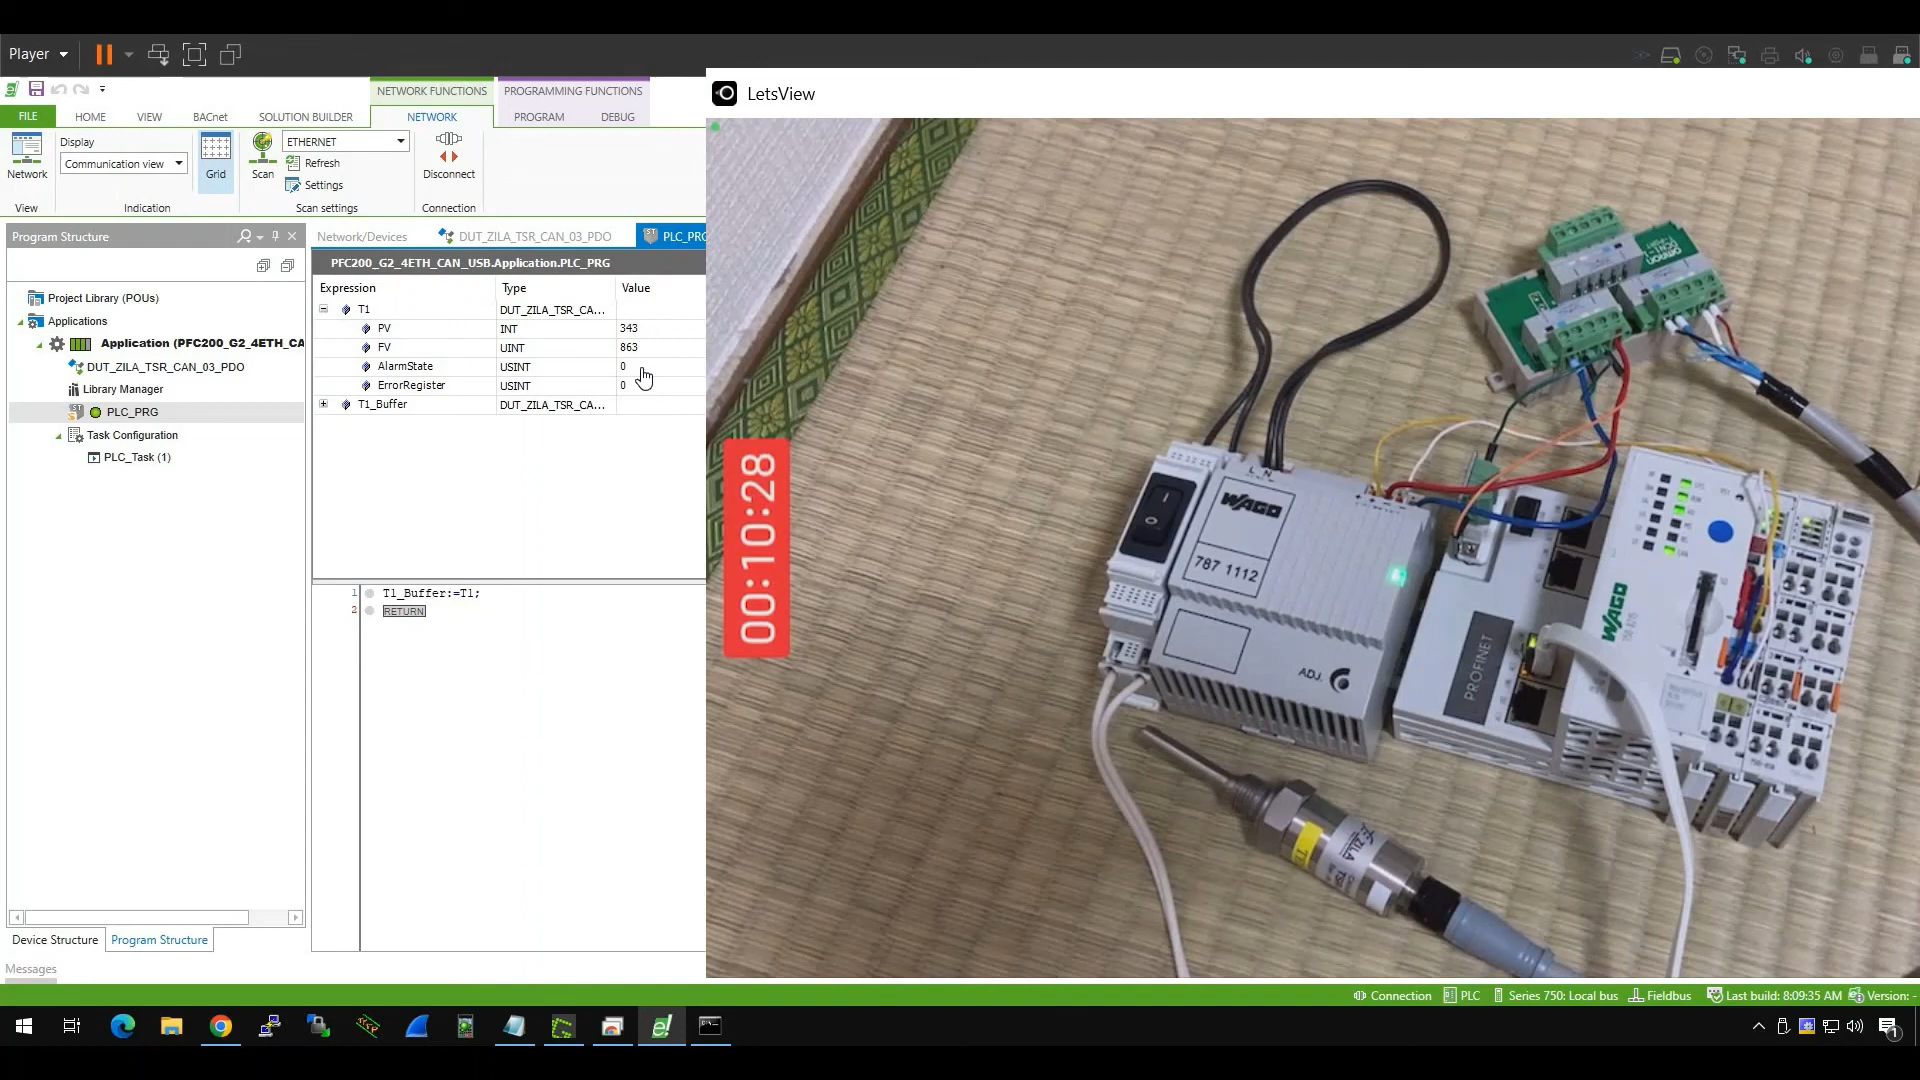 Player
LetsView
NETWORK FUNCTIONS
PROGRAMMING FUNCTIONS
FILE
HOME
VIEW
BACnet
SOLUTION BUILDER
NETWORK
PROGRAM
DEBUG
Network
View
Display
Communication view
Grid
Indication
Scan
ETHERNET
Refresh
Settings
Scan settings
Disconnect
Connection
Program Structure
Project Library (POUs)
Applications
Application (PFC200_G2_4ETH_CA
DUT_ZILA_TSR_CAN_03_PDO
Library Manager
PLC_PRG
Task Configuration
PLC_Task (1)
Device Structure
Program Structure
Messages
Network/Devices
DUT_ZILA_TSR_CAN_03_PDO
PLC_PRG
PFC200_G2_4ETH_CAN_USB.Application.PLC_PRG
Expression Type Value
T1 DUT_ZILA_TSR_CA...
PV INT 343
FV UINT 863
AlarmState USINT 0
ErrorRegister USINT 0
T1_Buffer DUT_ZILA_TSR_CA...
1 T1_Buffer:=T1;
2 RETURN
00:10:28
L N
WAGO
787 1112
ADJ.
PROFINET
WAGO
ZILA
Connection
PLC
Series 750: Local bus
Fieldbus
Last build: 8:09:35 AM
Version: -
1